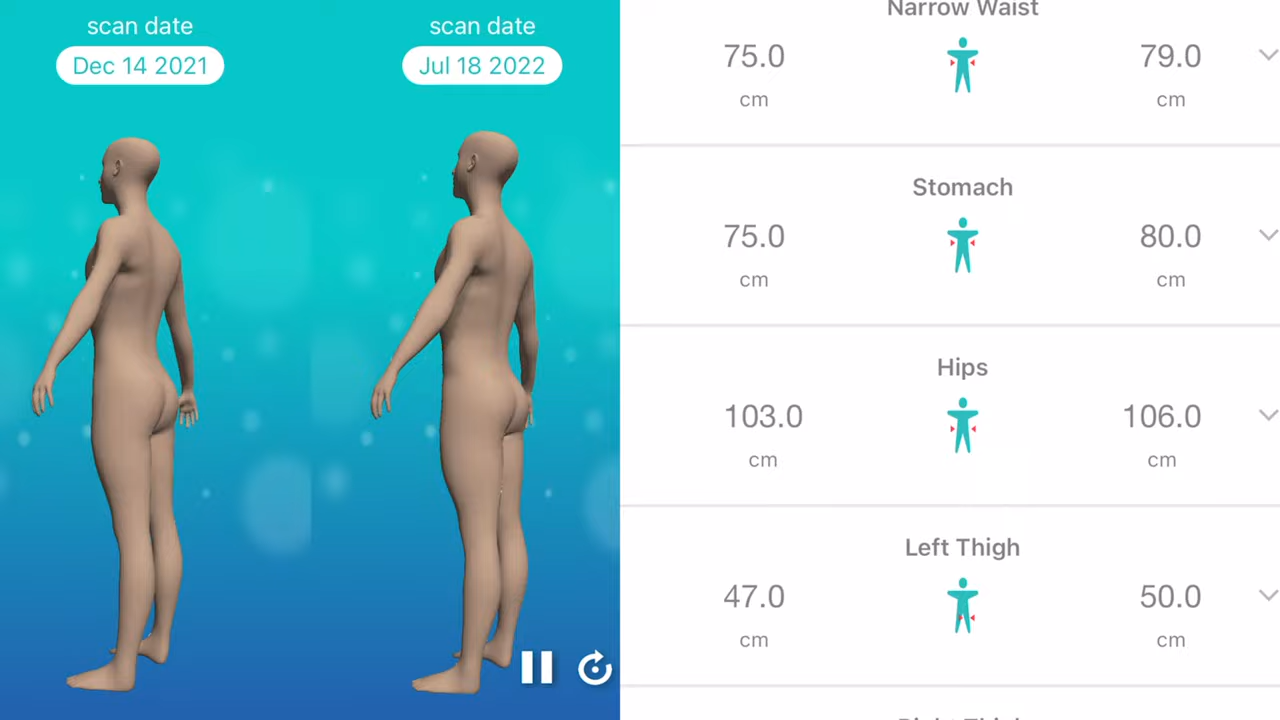 scan date
Dec 14 2021
scan date
Jul 18 2022
Narrow Waist
75.0
79.0
cm
cm
Stomach
75.0
80.0
cm
cm
Hips
103.0
106.0
cm
cm
Left Thigh
47.0
50.0
cm
cm